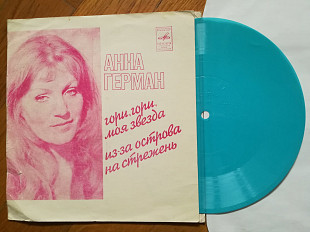 АННА
ГЕРМАН
гори, гори,
моя звезда
из-за острова
на стрежень